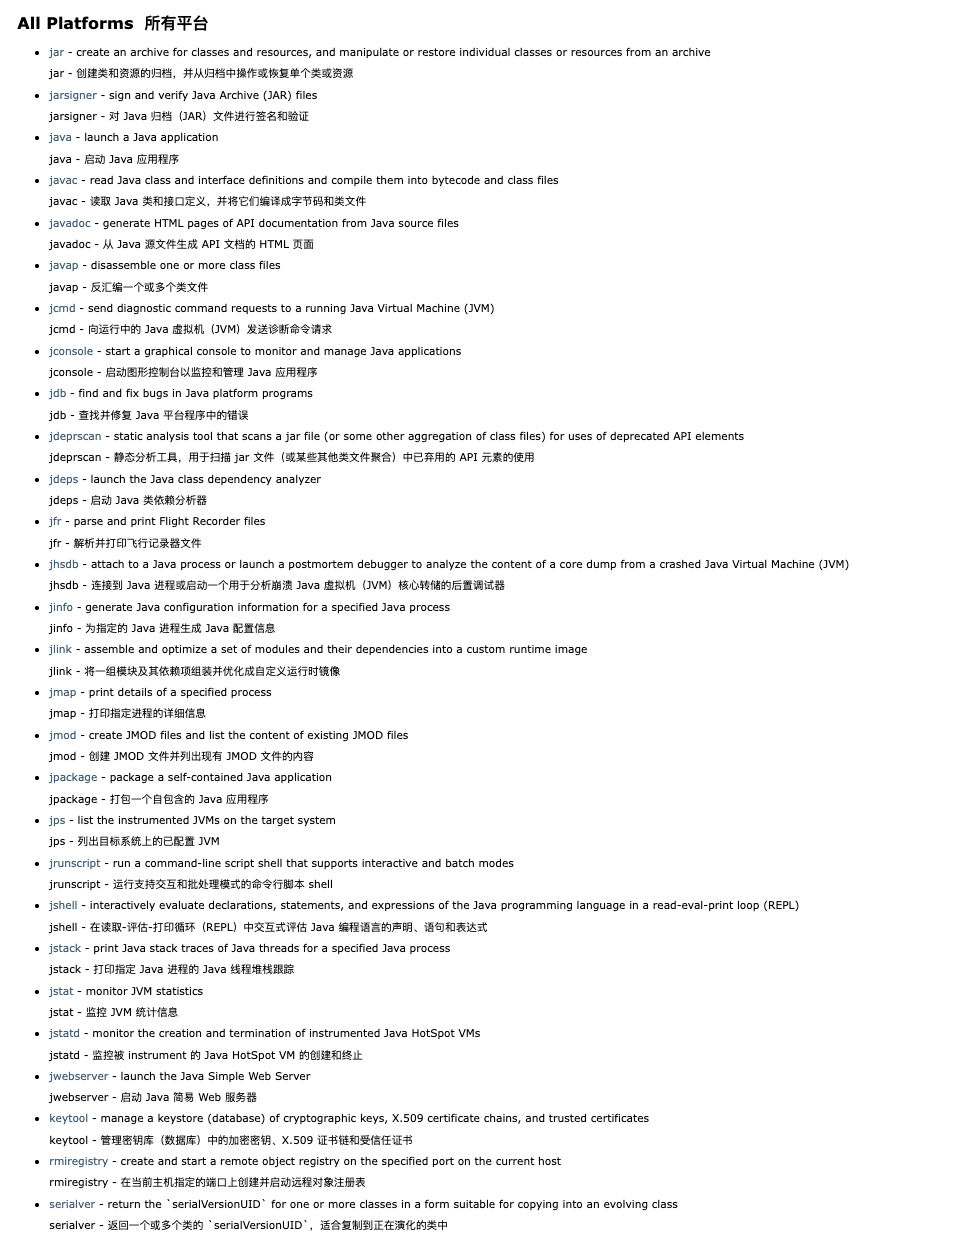 All Platforms 所有平台
jar - create an archive for classes and resources, and manipulate or restore individual classes or resources from an archive
jar - 创建类和资源的归档，并从归档中操作或恢复单个类或资源
jarsigner - sign and verify Java Archive (JAR) files
jarsigner - 对 Java 归档（JAR）文件进行签名和验证
java - launch a Java application
java - 启动 Java 应用程序
javac - read Java class and interface definitions and compile them into bytecode and class files
javac - 读取 Java 类和接口定义，并将它们编译成字节码和类文件
javadoc - generate HTML pages of API documentation from Java source files
javadoc - 从 Java 源文件生成 API 文档的 HTML 页面
javap - disassemble one or more class files
javap - 反汇编一个或多个类文件
jcmd - send diagnostic command requests to a running Java Virtual Machine (JVM)
jcmd - 向运行中的 Java 虚拟机（JVM）发送诊断命令请求
jconsole - start a graphical console to monitor and manage Java applications
jconsole - 启动图形控制台以监控和管理 Java 应用程序
jdb - find and fix bugs in Java platform programs
jdb - 查找并修复 Java 平台程序中的错误
jdeprscan - static analysis tool that scans a jar file (or some other aggregation of class files) for uses of deprecated API elements
jdeprscan - 静态分析工具，用于扫描 jar 文件（或某些其他类文件聚合）中已弃用的 API 元素的使用
jdeps - launch the Java class dependency analyzer
jdeps - 启动 Java 类依赖分析器
jfr - parse and print Flight Recorder files
jfr - 解析并打印飞行记录器文件
jhsdb - attach to a Java process or launch a postmortem debugger to analyze the content of a core dump from a crashed Java Virtual Machine (JVM)
jhsdb - 连接到 Java 进程或启动一个用于分析崩溃 Java 虚拟机（JVM）核心转储的后置调试器
jinfo - generate Java configuration information for a specified Java process
jinfo - 为指定的 Java 进程生成 Java 配置信息
jlink - assemble and optimize a set of modules and their dependencies into a custom runtime image
jlink - 将一组模块及其依赖项组装并优化成自定义运行时镜像
jmap - print details of a specified process
jmap - 打印指定进程的详细信息
jmod - create JMOD files and list the content of existing JMOD files
jmod - 创建 JMOD 文件并列出现有 JMOD 文件的内容
jpackage - package a self-contained Java application
jpackage - 打包一个自包含的 Java 应用程序
jps - list the instrumented JVMs on the target system
jps - 列出目标系统上的已配置 JVM
jrunscript - run a command-line script shell that supports interactive and batch modes
jrunscript - 运行支持交互和批处理模式的命令行脚本 shell
jshell - interactively evaluate declarations, statements, and expressions of the Java programming language in a read-eval-print loop (REPL)
jshell - 在读取-评估-打印循环（REPL）中交互式评估 Java 编程语言的声明、语句和表达式
jstack - print Java stack traces of Java threads for a specified Java process
jstack - 打印指定 Java 进程的 Java 线程堆栈跟踪
jstat - monitor JVM statistics
jstat - 监控 JVM 统计信息
jstatd - monitor the creation and termination of instrumented Java HotSpot VMs
jstatd - 监控被 instrument 的 Java HotSpot VM 的创建和终止
jwebserver - launch the Java Simple Web Server
jwebserver - 启动 Java 简易 Web 服务器
keytool - manage a keystore (database) of cryptographic keys, X.509 certificate chains, and trusted certificates
keytool - 管理密钥库（数据库）中的加密密钥、X.509 证书链和受信任证书
rmiregistry - create and start a remote object registry on the specified port on the current host
rmiregistry - 在当前主机指定的端口上创建并启动远程对象注册表
serialver - return the `serialVersionUID` for one or more classes in a form suitable for copying into an evolving class
serialver - 返回一个或多个类的 `serialVersionUID`，适合复制到正在演化的类中